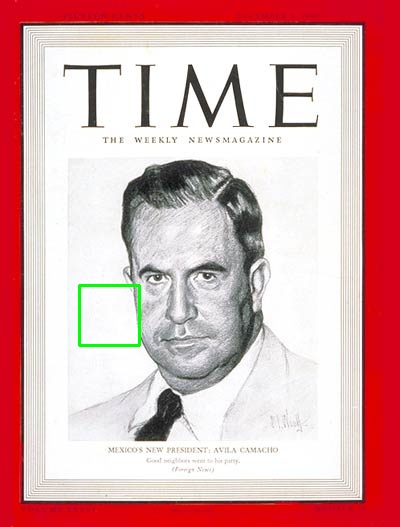 TIME
THE WEEKLY NEWSMAGAZINE
MEXICO'S NEW PRESIDENT: AVILA CAMACHO
Good neighbors went to his party.
(Foreign News)